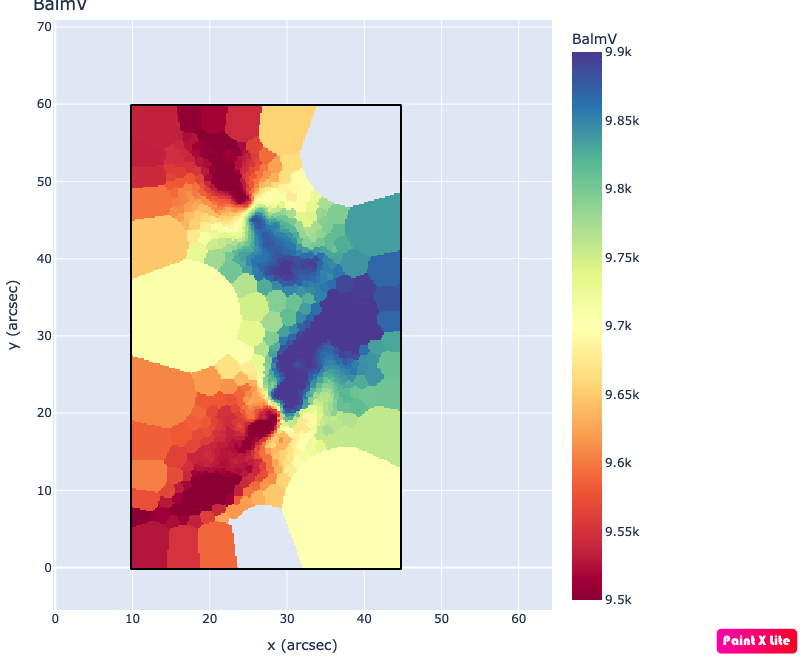 BalmV
BalmV
70
60
50
40
30
20
10
0
y (arcsec)
0 10 20 30 40 50 60
x (arcsec)
9.9k
9.85k
9.8k
9.75k
9.7k
9.65k
9.6k
9.55k
9.5k
Paint X Lite